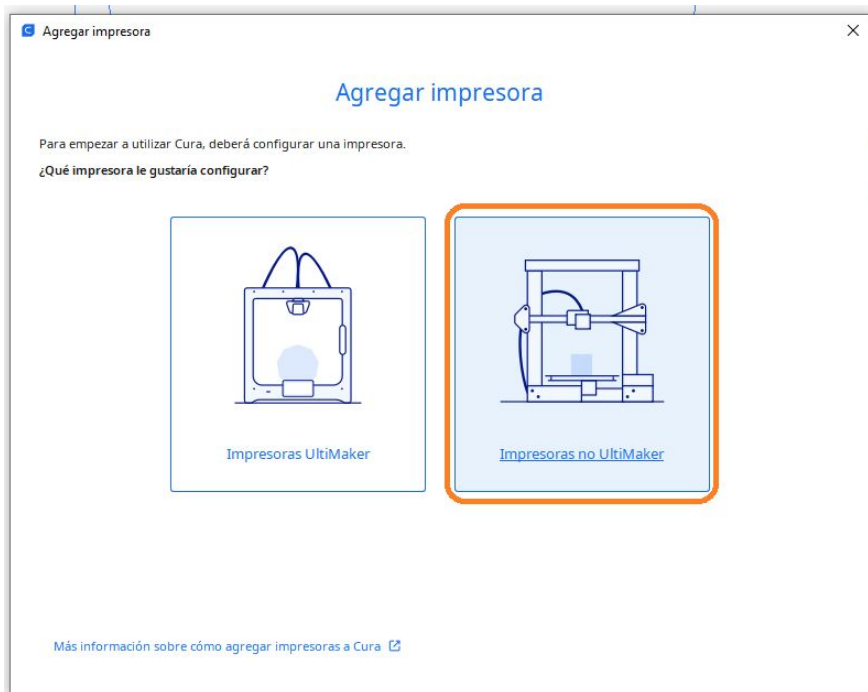 Agregar impresora
Agregar impresora
Para empezar a utilizar Cura, deberá configurar una impresora.
¿Qué impresora le gustaría configurar?
Impresoras UltiMaker
Impresoras no UltiMaker
Más información sobre cómo agregar impresoras a Cura